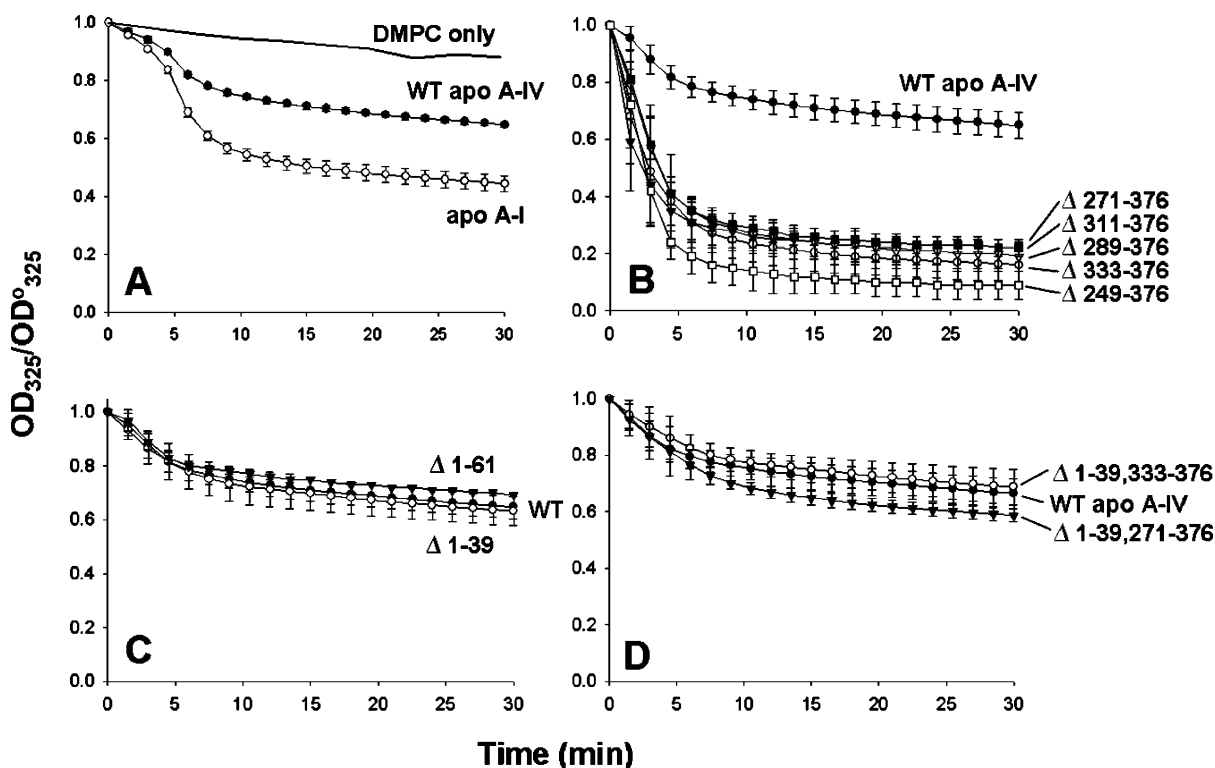 OD325/OD°325
1.0
0.8
0.6
0.4
0.2
0.0
0 5 10 15 20 25 30
DMPC only
WT apo A-IV
apo A-I
A
1.0
0.8
0.6
0.4
0.2
0.0
0 5 10 15 20 25 30
WT apo A-IV
Δ 271-376
Δ 311-376
Δ 289-376
Δ 333-376
Δ 249-376
B
1.0
0.8
0.6
0.4
0.2
0.0
0 5 10 15 20 25 30
Δ 1-61
WT
Δ 1-39
C
1.0
0.8
0.6
0.4
0.2
0.0
0 5 10 15 20 25 30
Δ 1-39,333-376
WT apo A-IV
Δ 1-39,271-376
D
Time (min)